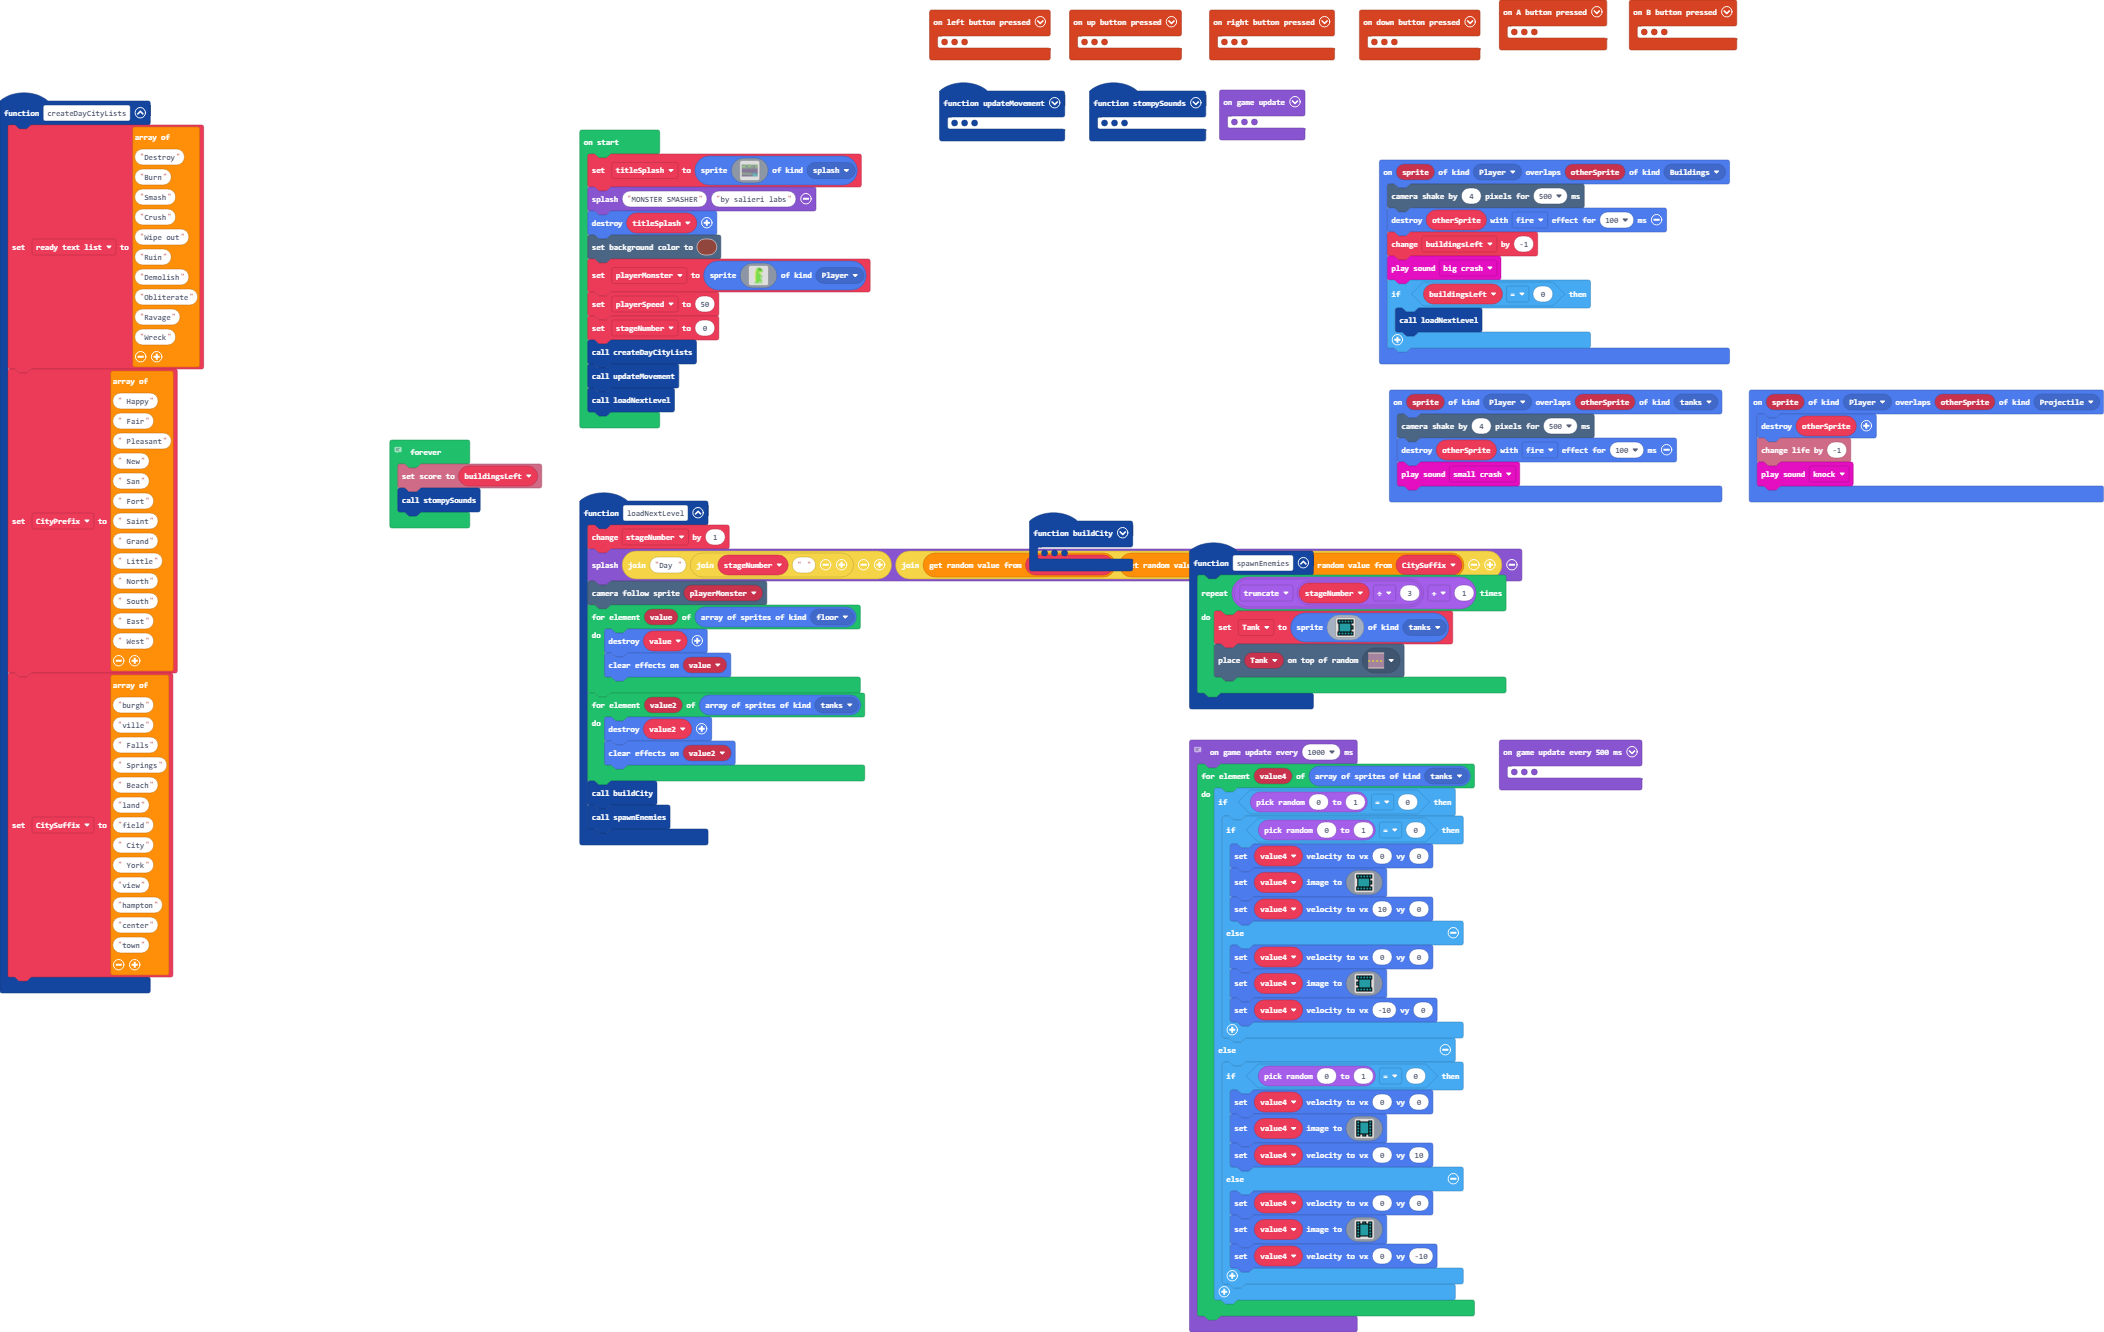 on left button pressed
on up button pressed
on right button pressed
on down button pressed
on A button pressed
on B button pressed
function updateMovement
function stompySounds
on game update
function createDayCityLists
set ready text list to
array of
"Destroy"
"Burn"
"Smash"
"Crush"
"Wipe out"
"Ruin"
"Demolish"
"Obliterate"
"Ravage"
"Wreck"
set CityPrefix to
array of
" Happy"
" Fair"
" Pleasant"
" New"
" San"
" Fort"
" Saint"
" Grand"
" Little"
" North"
" South"
" East"
" West"
set CitySuffix to
array of
"burgh"
"ville"
" Falls"
" Springs"
" Beach"
"land"
"field"
" City"
" York"
"view"
"hampton"
"center"
"town"
forever
set score to buildingsLeft
call stompySounds
on start
set titleSplash to sprite of kind splash
splash "MONSTER SMASHER" "by salieri labs"
destroy titleSplash
set background color to
set playerMonster to sprite of kind Player
set playerSpeed to 50
set stageNumber to 0
call createDayCityLists
call updateMovement
call loadNextLevel
function loadNextLevel
change stageNumber by 1
splash join "Day " join stageNumber " " join get random value from
random value from CitySuffix
camera follow sprite playerMonster
for element value of array of sprites of kind floor
do
destroy value
clear effects on value
for element value2 of array of sprites of kind tanks
do
destroy value2
clear effects on value2
call buildCity
call spawnEnemies
function buildCity
function spawnEnemies
repeat truncate stageNumber ÷ 3 + 1 times
do
set Tank to sprite of kind tanks
place Tank on top of random
on sprite of kind Player overlaps otherSprite of kind Buildings
camera shake by 4 pixels for 500 ms
destroy otherSprite with fire effect for 100 ms
change buildingsLeft by -1
play sound big crash
if buildingsLeft = 0 then
call loadNextLevel
on sprite of kind Player overlaps otherSprite of kind tanks
camera shake by 4 pixels for 500 ms
destroy otherSprite with fire effect for 100 ms
play sound small crash
on sprite of kind Player overlaps otherSprite of kind Projectile
destroy otherSprite
change life by -1
play sound knock
on game update every 1000 ms
for element value4 of array of sprites of kind tanks
do
if pick random 0 to 1 = 0 then
if pick random 0 to 1 = 0 then
set value4 velocity to vx 0 vy 0
set value4 image to
set value4 velocity to vx 10 vy 0
else
set value4 velocity to vx 0 vy 0
set value4 image to
set value4 velocity to vx -10 vy 0
else
if pick random 0 to 1 = 0 then
set value4 velocity to vx 0 vy 0
set value4 image to
set value4 velocity to vx 0 vy 10
else
set value4 velocity to vx 0 vy 0
set value4 image to
set value4 velocity to vx 0 vy -10
on game update every 500 ms